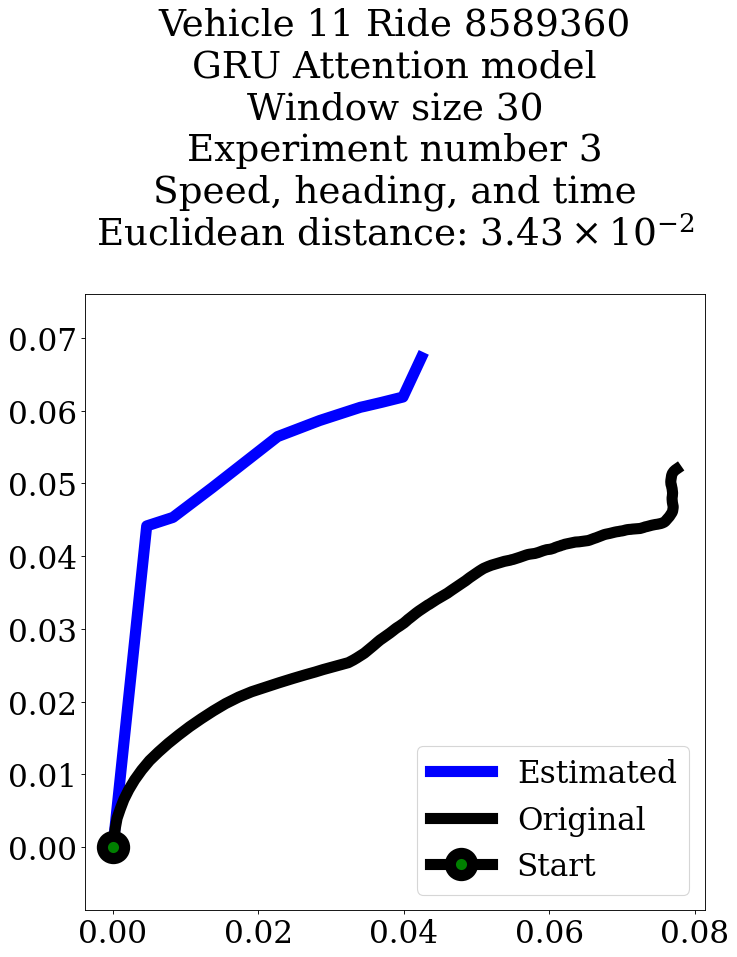 Vehicle 11 Ride 8589360
GRU Attention model
Window size 30
Experiment number 3
Speed, heading, and time
Euclidean distance: 3.43 × 10⁻²
0.07
0.06
0.05
0.04
0.03
0.02
0.01
0.00
Estimated
Original
Start
0.00 0.02 0.04 0.06 0.08